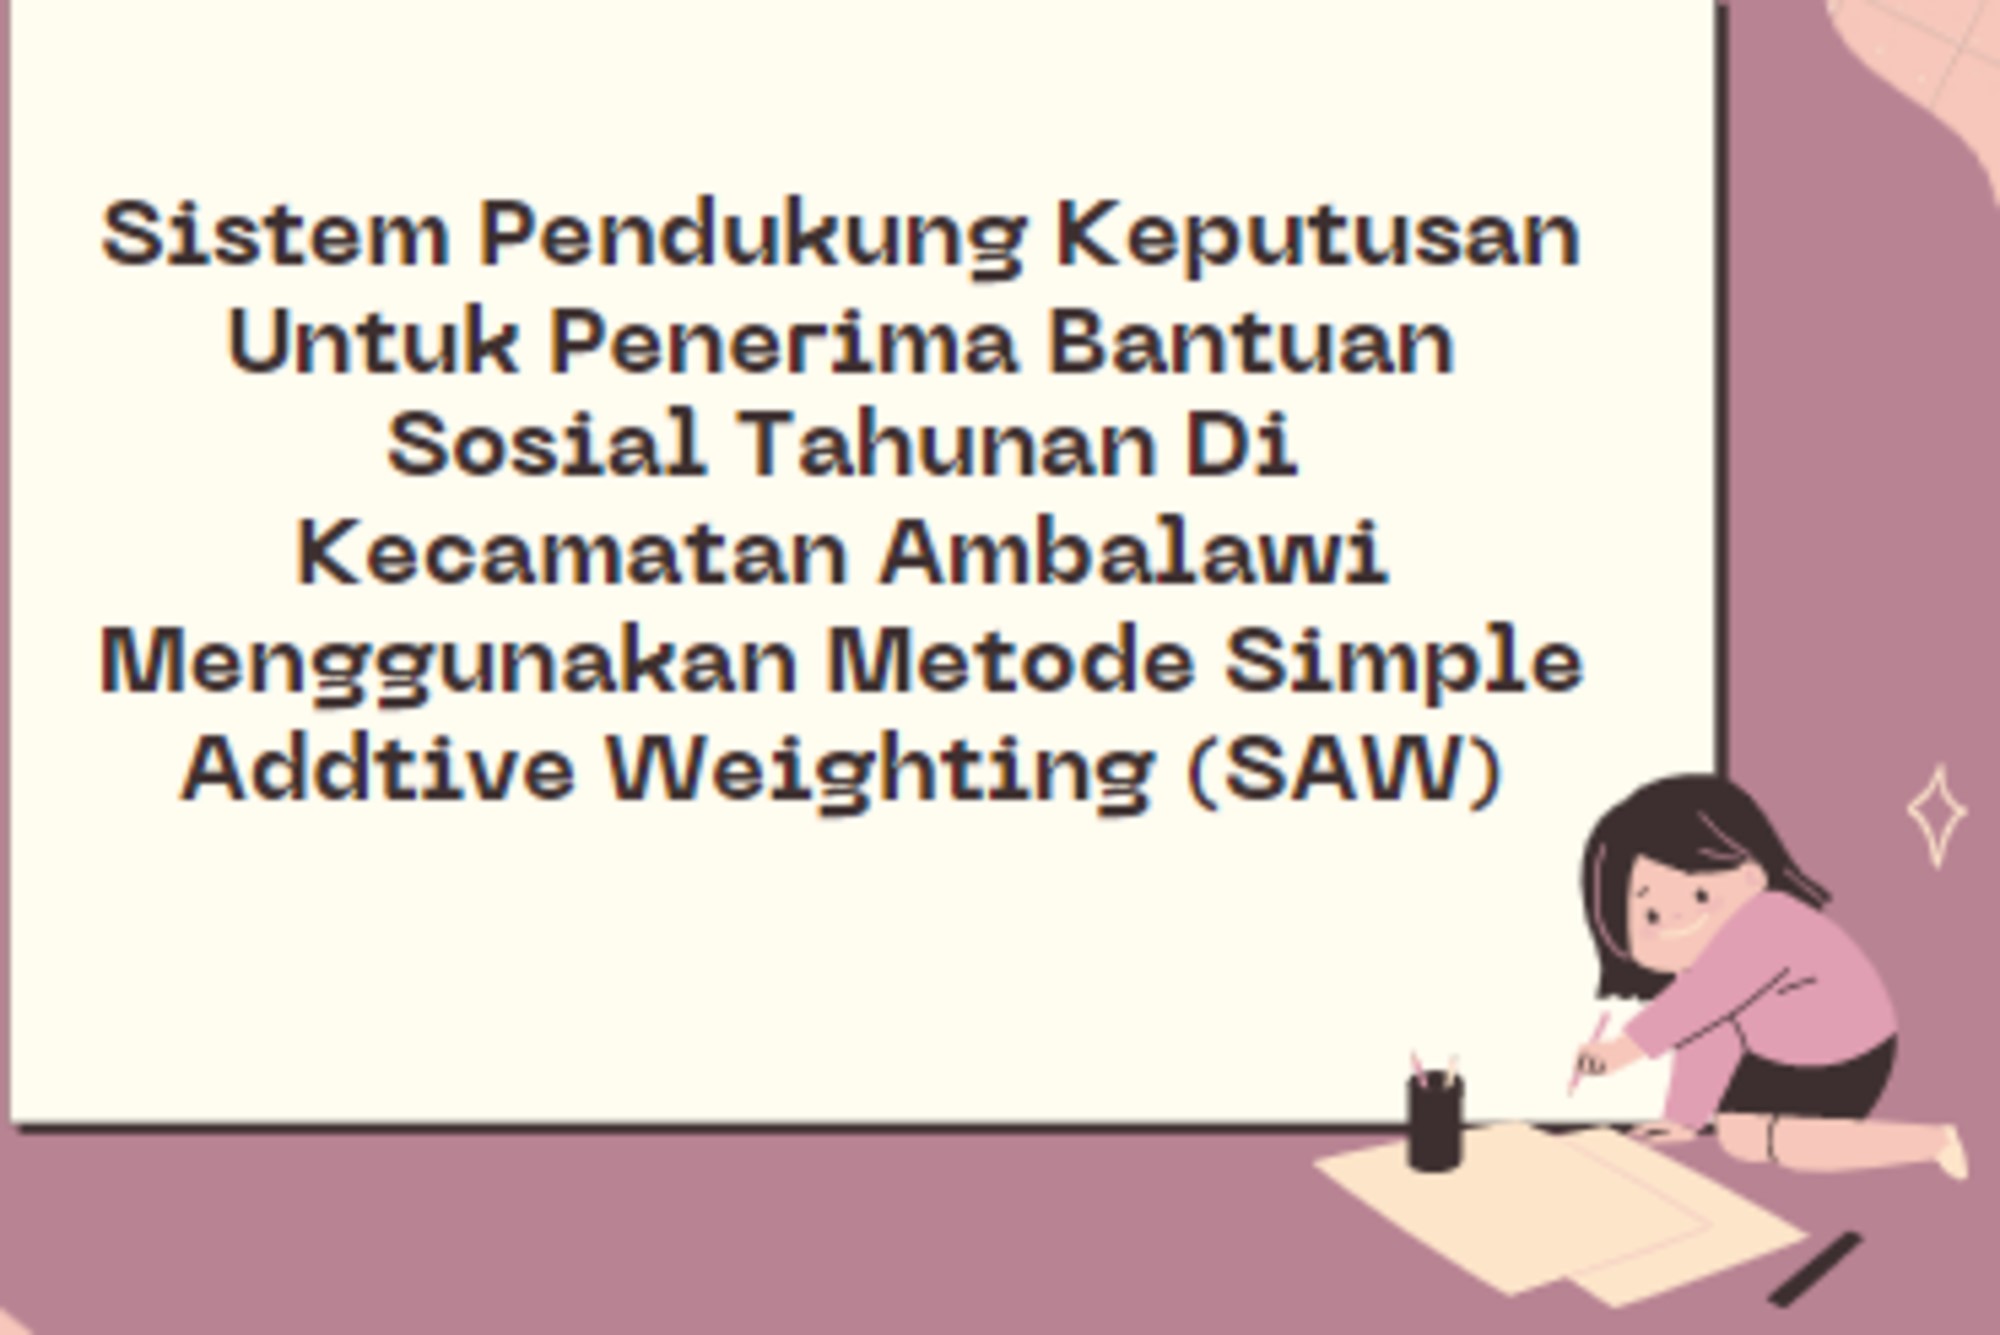 Sistem Pendukung Keputusan
Untuk Penerima Bantuan
Sosial Tahunan Di
Kecamatan Ambalawi
Menggunakan Metode Simple
Addtive Weighting (SAW)